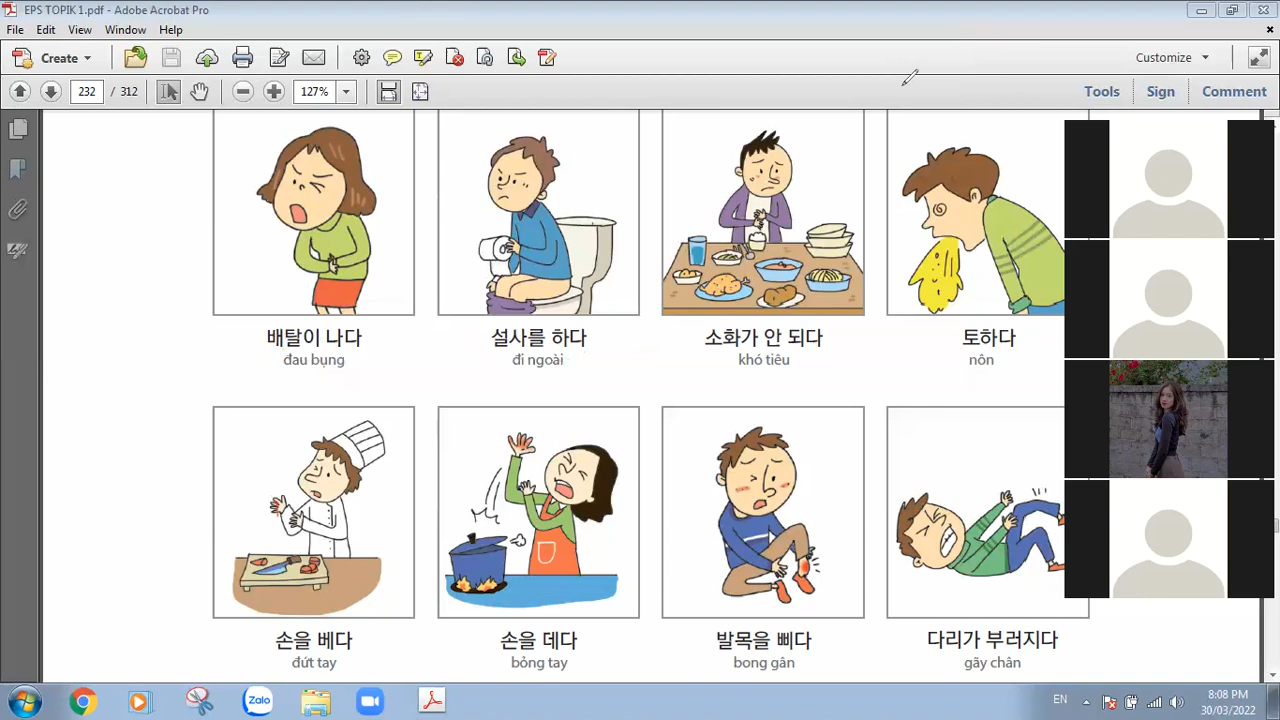 EPS TOPIK 1.pdf - Adobe Acrobat Pro
File Edit View Window Help
Create Customize
232 / 312 127% Tools Sign Comment
배탈이 나다 설사를 하다 소화가 안 되다 토하다
đau bụng đi ngoài khó tiêu nôn
손을 베다 손을 데다 발목을 삐다 다리가 부러지다
đứt tay bỏng tay bong gân gãy chân
Zalo
EN 8:08 PM
30/03/2022